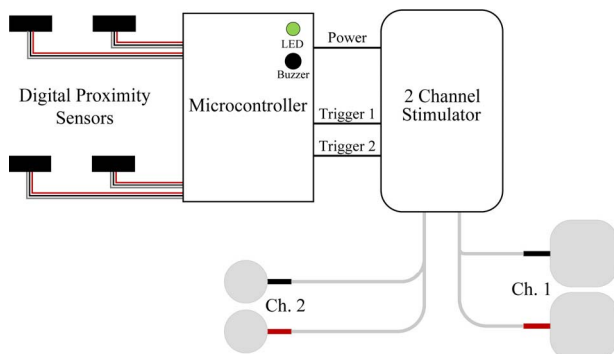 LED
Buzzer
Power
Digital Proximity
Sensors
Microcontroller
2 Channel
Stimulator
Trigger 1
Trigger 2
Ch. 2
Ch. 1